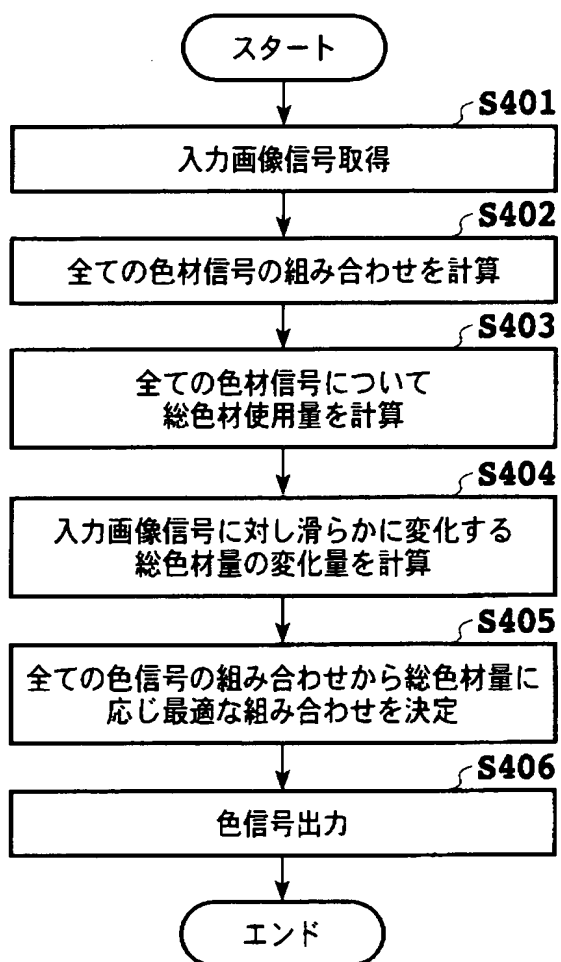 スタート
S401
入力画像信号取得
S402
全ての色材信号の組み合わせを計算
S403
全ての色材信号について
総色材使用量を計算
S404
入力画像信号に対し滑らかに変化する
総色材量の変化量を計算
S405
全ての色信号の組み合わせから総色材量に
応じ最適な組み合わせを決定
S406
色信号出力
エンド